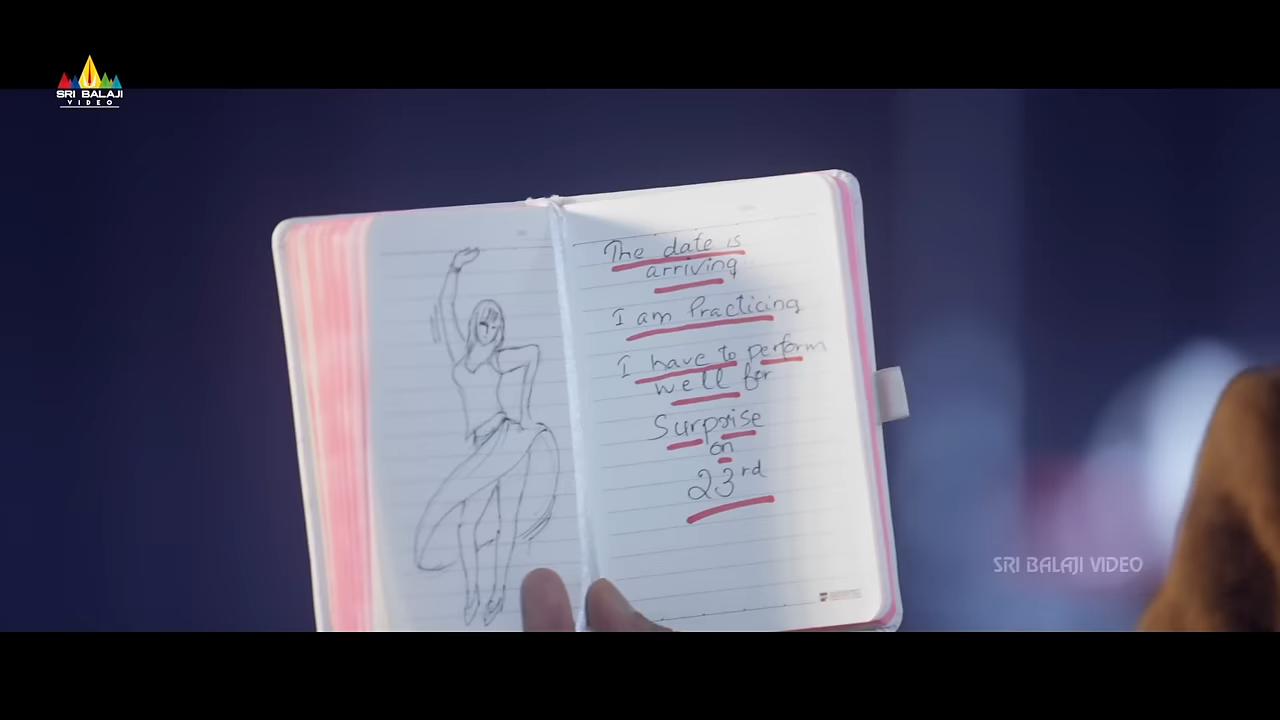 SRI BALAJI
VIDEO
The date is
arriving
I am Practicing
I have to perform
well for
Surprise
on
23rd
SRI BALAJI VIDEO